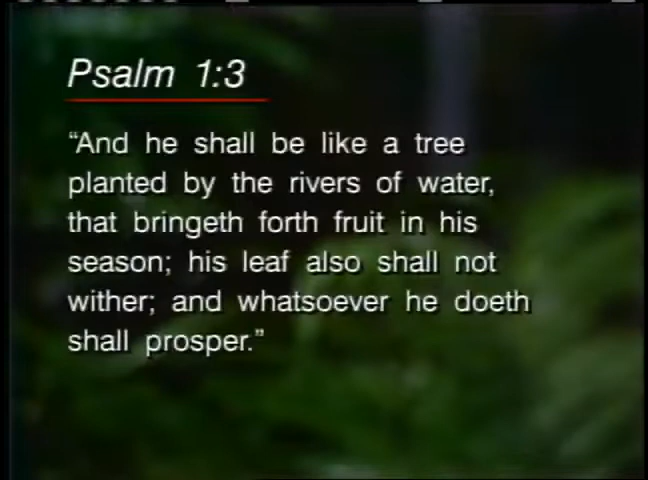 Psalm 1:3
“And he shall be like a tree
planted by the rivers of water,
that bringeth forth fruit in his
season; his leaf also shall not
wither; and whatsoever he doeth
shall prosper.”